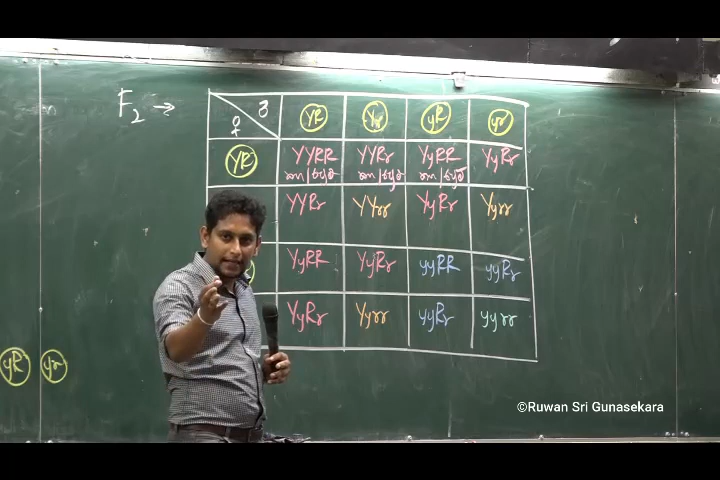 F₂ →
♀ ♂ YR Yr yR yr
YR YYRR YYRr YyRR YyRr
YYRr YYrr YyRr Yyrr
YyRR YyRr yyRR yyRr
YyRr Yyrr yyRr yyrr
yR yr
©Ruwan Sri Gunasekara